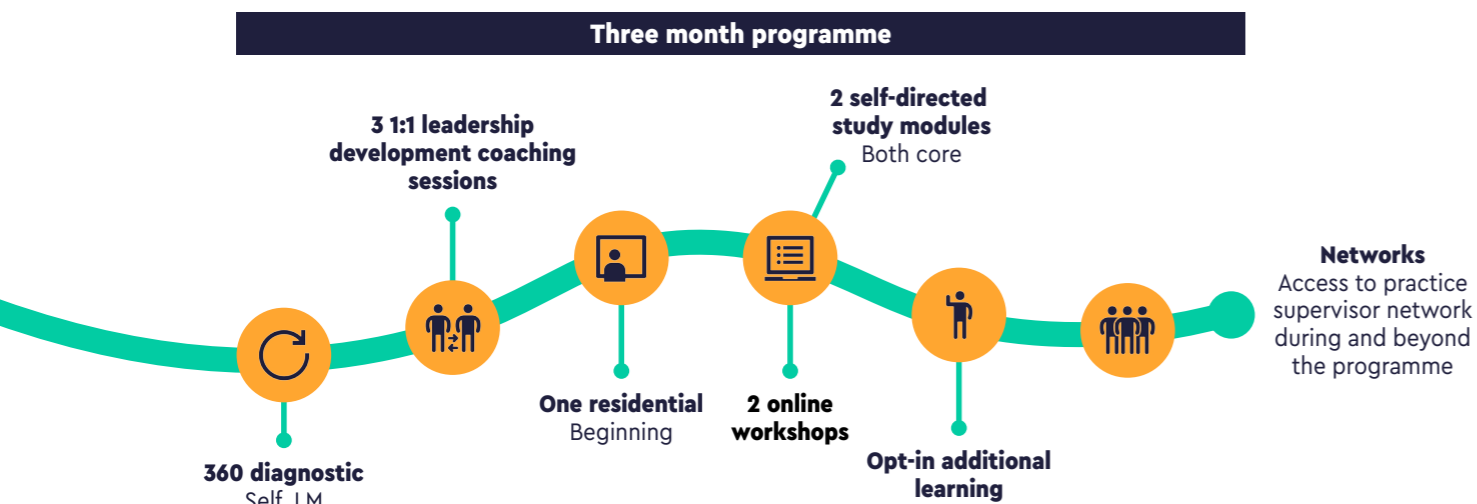 Three month programme
3 1:1 leadership
development coaching
sessions
2 self-directed
study modules
Both core
Networks
Access to practice
supervisor network
during and beyond
the programme
One residential
Beginning
2 online
workshops
Opt-in additional
learning
360 diagnostic
Self, LM